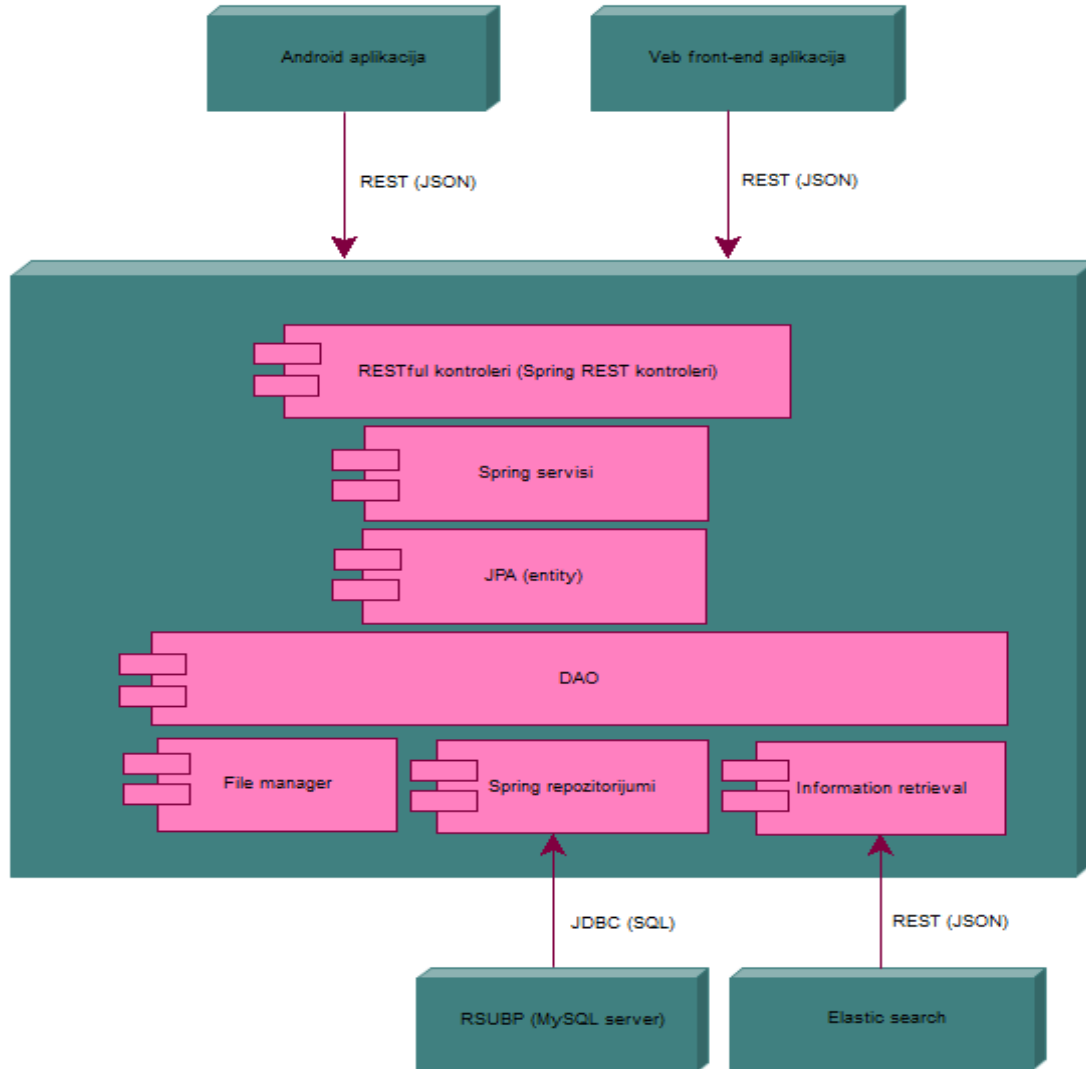 Android aplikacija
Veb front-end aplikacija
REST (JSON)
REST (JSON)
RESTful kontroleri (Spring REST kontroleri)
Spring servisi
JPA (entity)
DAO
File manager
Spring repozitorijumi
Information retrieval
JDBC (SQL)
REST (JSON)
RSUBP (MySQL server)
Elastic search